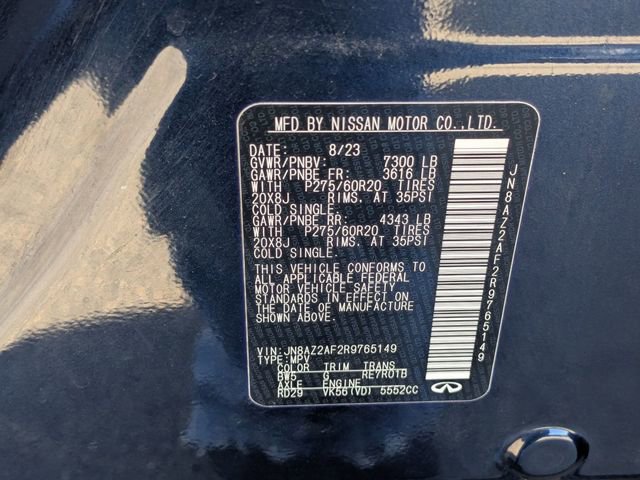 MFD BY NISSAN MOTOR CO.,LTD.
DATE: 8/23
GVWR/PNBV: 7300 LB
GAWR/PNBE FR: 3616 LB
WITH P275/60R20 TIRES
20X8J RIMS. AT 35PSI
COLD SINGLE.
GAWR/PNBE RR: 4343 LB
WITH P275/60R20 TIRES
20X8J RIMS. AT 35PSI
COLD SINGLE.
THIS VEHICLE CONFORMS TO
ALL APPLICABLE FEDERAL
MOTOR VEHICLE SAFETY
STANDARDS IN EFFECT ON
THE DATE OF MANUFACTURE
SHOWN ABOVE.
VIN:JN8AZ2AF2R9765149
TYPE:MPV
COLOR TRIM TRANS
BW5 G RE7R01B
AXLE ENGINE
RD29 VK56(VD) 5552CC
JN8AZ2AF2R9765149